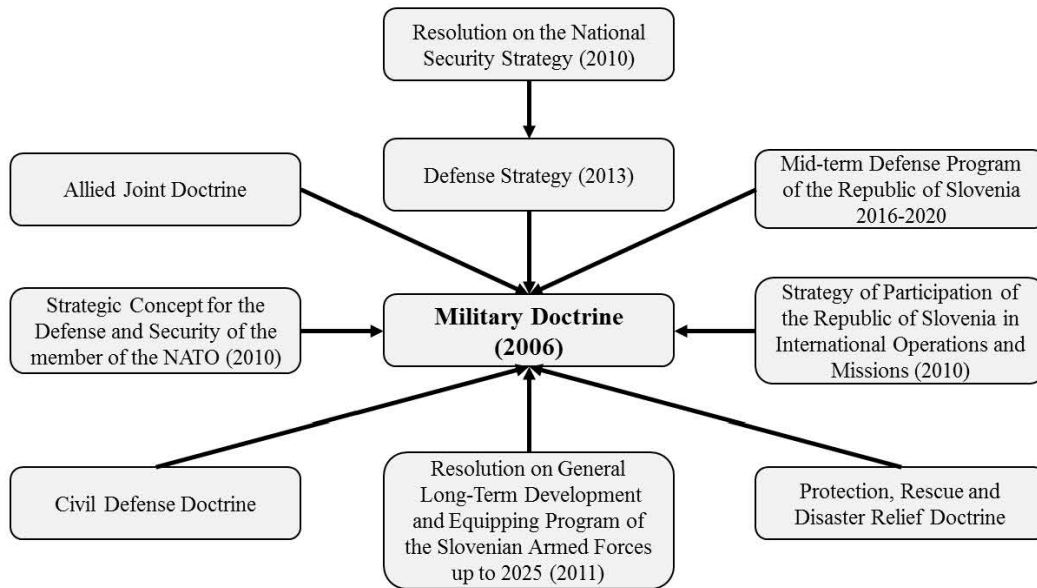 Resolution on the National
Security Strategy (2010)
Allied Joint Doctrine
Defense Strategy (2013)
Mid-term Defense Program
of the Republic of Slovenia
2016-2020
Strategic Concept for the
Defense and Security of the
member of the NATO (2010)
Military Doctrine
(2006)
Strategy of Participation of
the Republic of Slovenia in
International Operations and
Missions (2010)
Civil Defense Doctrine
Resolution on General
Long-Term Development
and Equipping Program of
the Slovenian Armed Forces
up to 2025 (2011)
Protection, Rescue and
Disaster Relief Doctrine